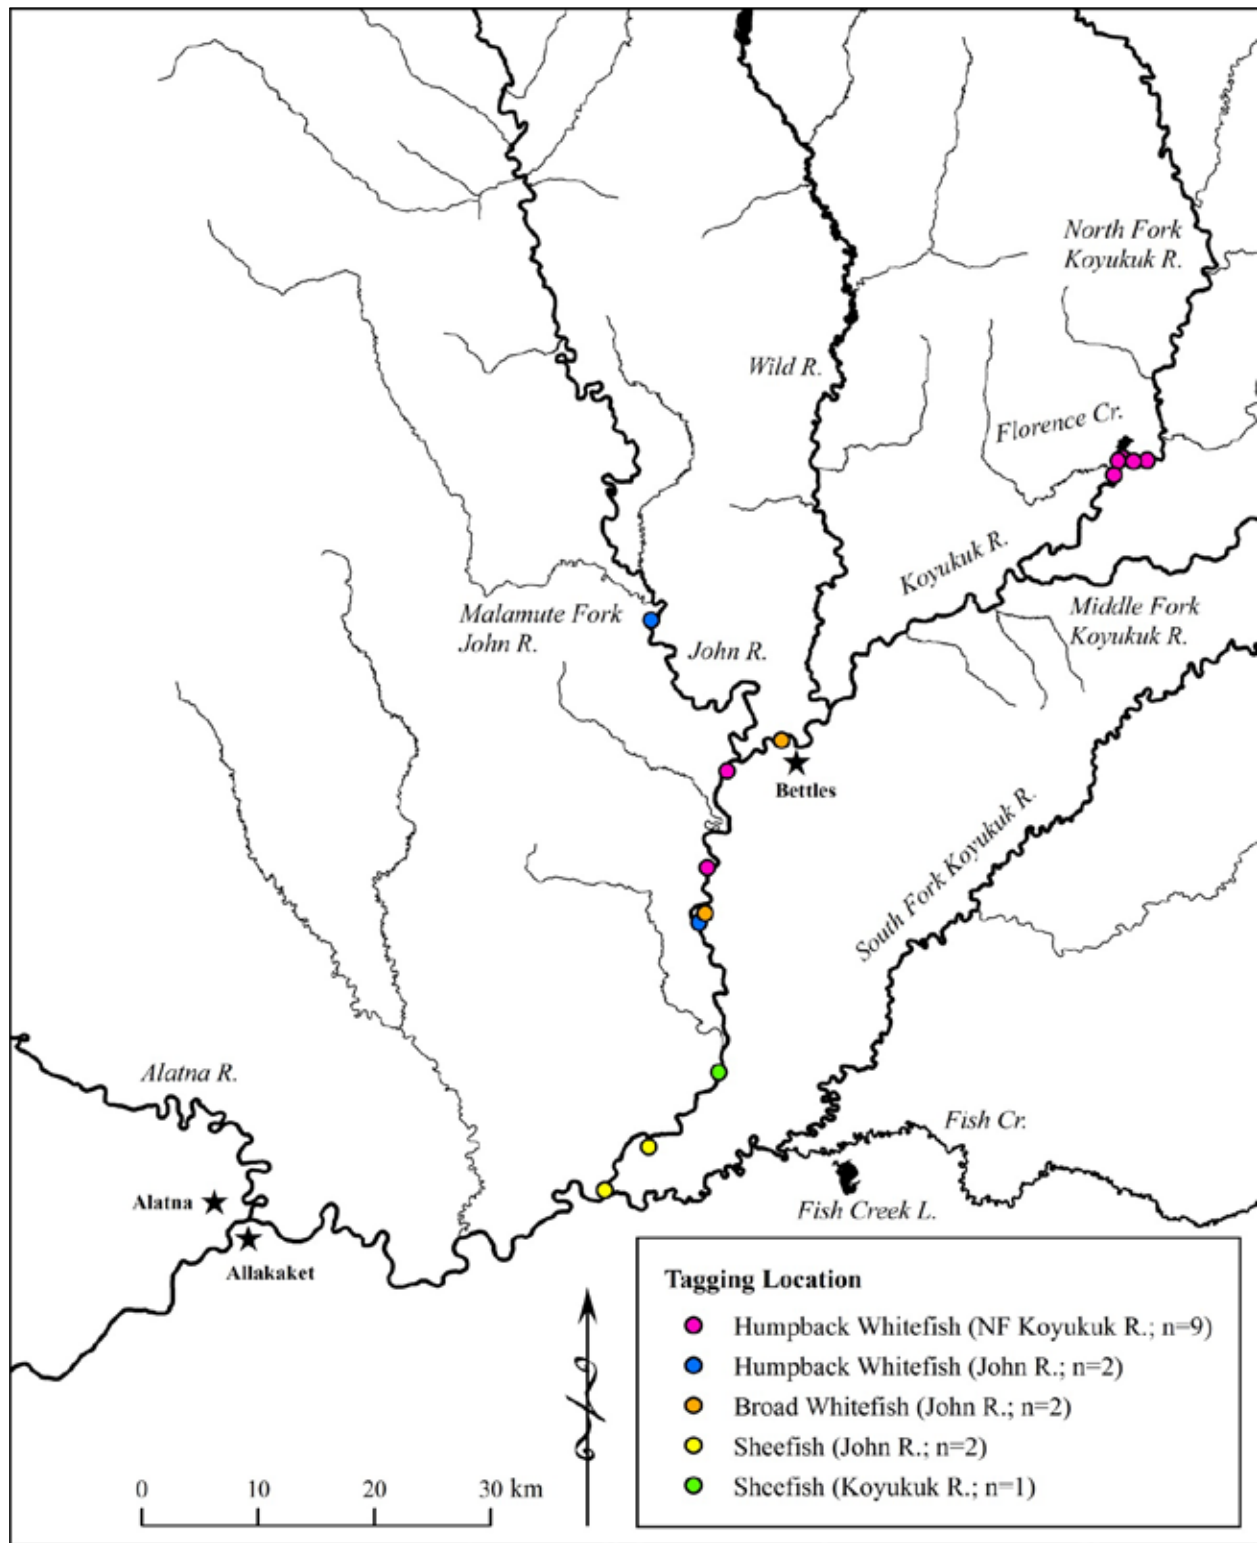 North Fork
Koyukuk R.
Wild R.
Florence Cr.
Koyukuk R.
Malamute Fork
John R.
John R.
Middle Fork
Koyukuk R.
Bettles
South Fork Koyukuk R.
Alatna R.
Fish Cr.
Alatna
Fish Creek L.
Allakaket
Tagging Location
Humpback Whitefish (NF Koyukuk R.; n=9)
Humpback Whitefish (John R.; n=2)
Broad Whitefish (John R.; n=2)
Sheefish (John R.; n=2)
Sheefish (Koyukuk R.; n=1)
0 10 20 30 km